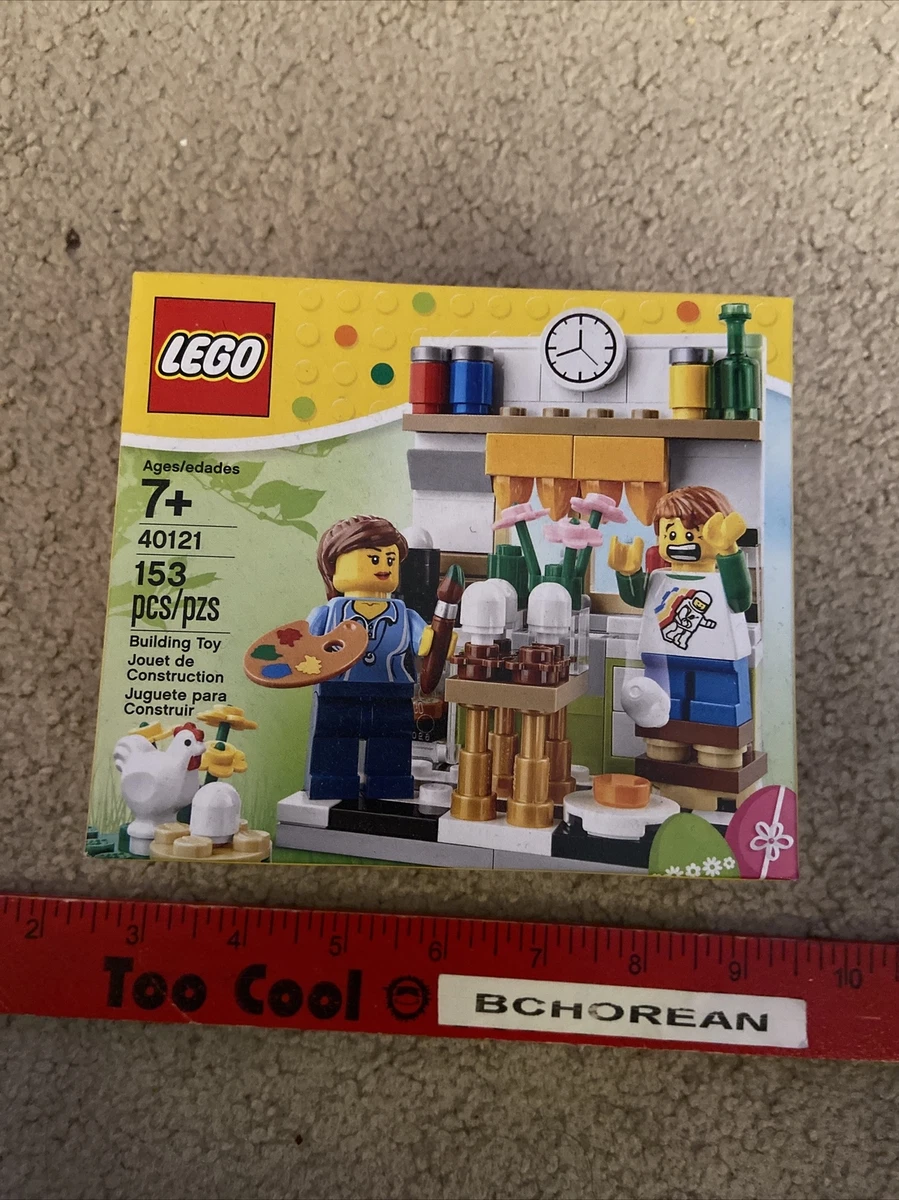 LEGO
Ages/edades
7+
40121
153
pcs/pzs
Building Toy
Jouet de
Construction
Juguete para
Construir
2 3 4 5 6 7 8 9 10
Too Cool
BCHOREAN